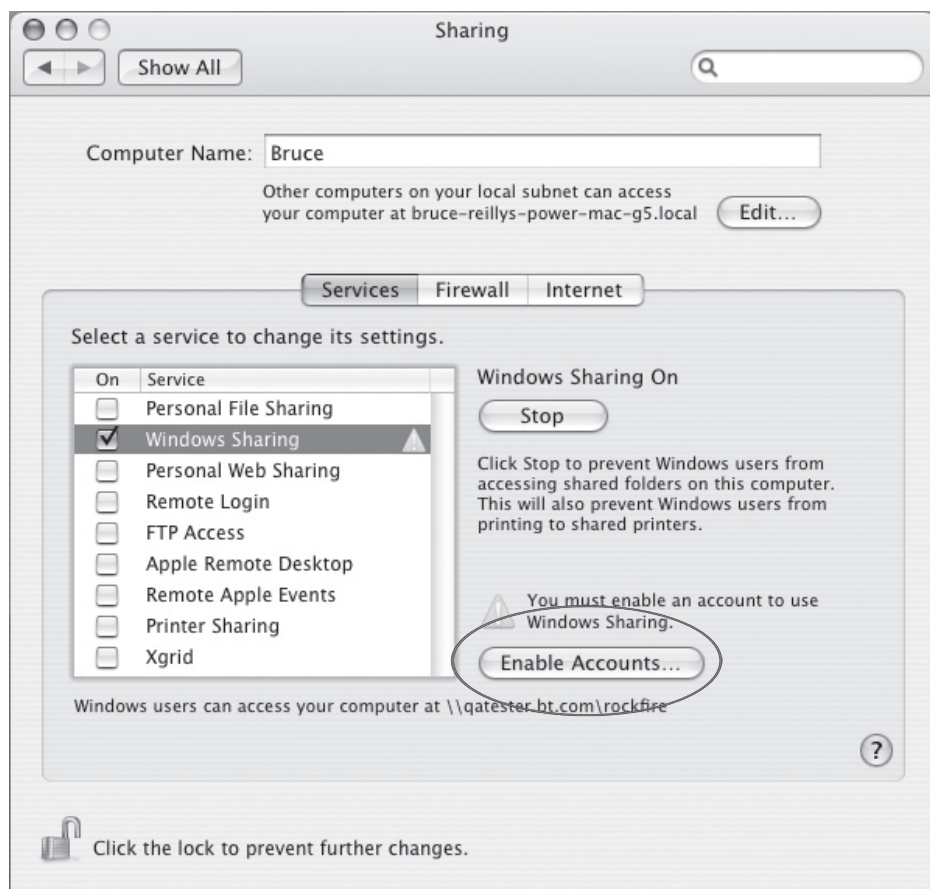 Sharing
Show All
Computer Name: Bruce
Other computers on your local subnet can access
your computer at bruce-reillys-power-mac-g5.local
Edit...
Services Firewall Internet
Select a service to change its settings.
On Service
Personal File Sharing
Windows Sharing
Personal Web Sharing
Remote Login
FTP Access
Apple Remote Desktop
Remote Apple Events
Printer Sharing
Xgrid
Windows Sharing On
Stop
Click Stop to prevent Windows users from
accessing shared folders on this computer.
This will also prevent Windows users from
printing to shared printers.
You must enable an account to use
Windows Sharing.
Enable Accounts...
Windows users can access your computer at \\qatester.bt.com\rockfire
?
Click the lock to prevent further changes.